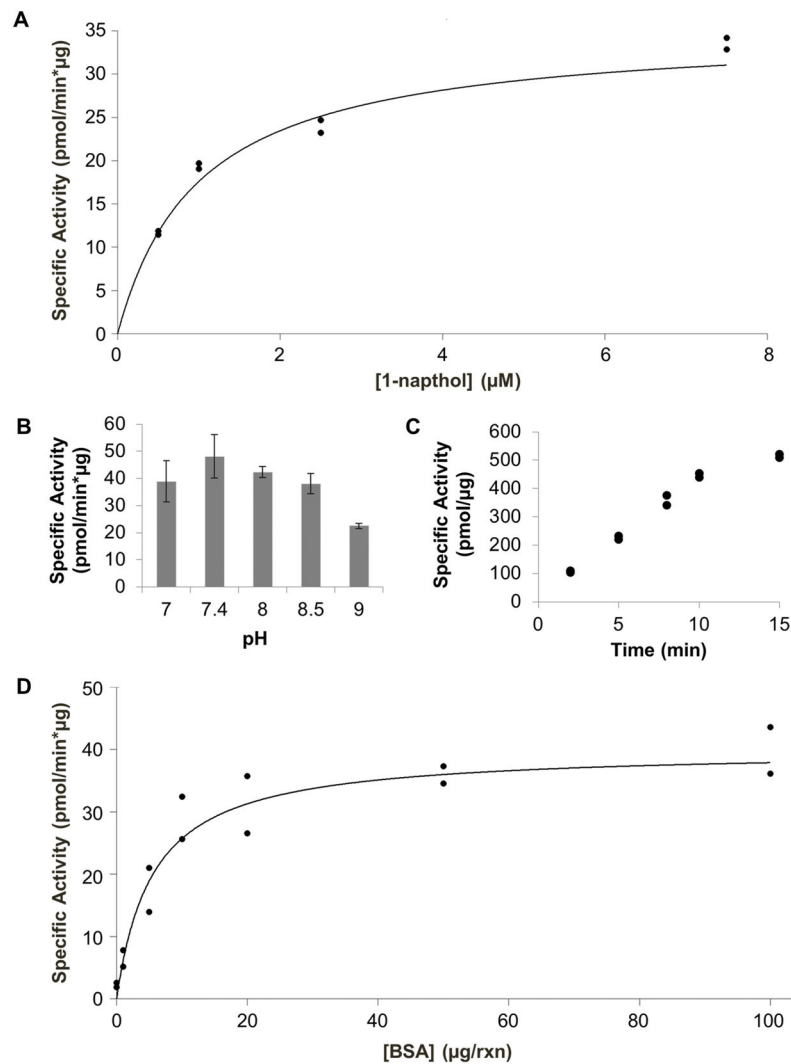 A
Specific Activity (pmol/min*µg)
35
30
25
20
15
10
5
0
0 2 4 6 8
[1-napthol] (µM)
B
Specific Activity
(pmol/min*µg)
60
50
40
30
20
10
0
7 7.4 8 8.5 9
pH
C
Specific Activity
(pmol/µg)
600
500
400
300
200
100
0
0 5 10 15
Time (min)
D
Specific Activity (pmol/min*µg)
50
40
30
20
10
0
0 20 40 60 80 100
[BSA] (µg/rxn)